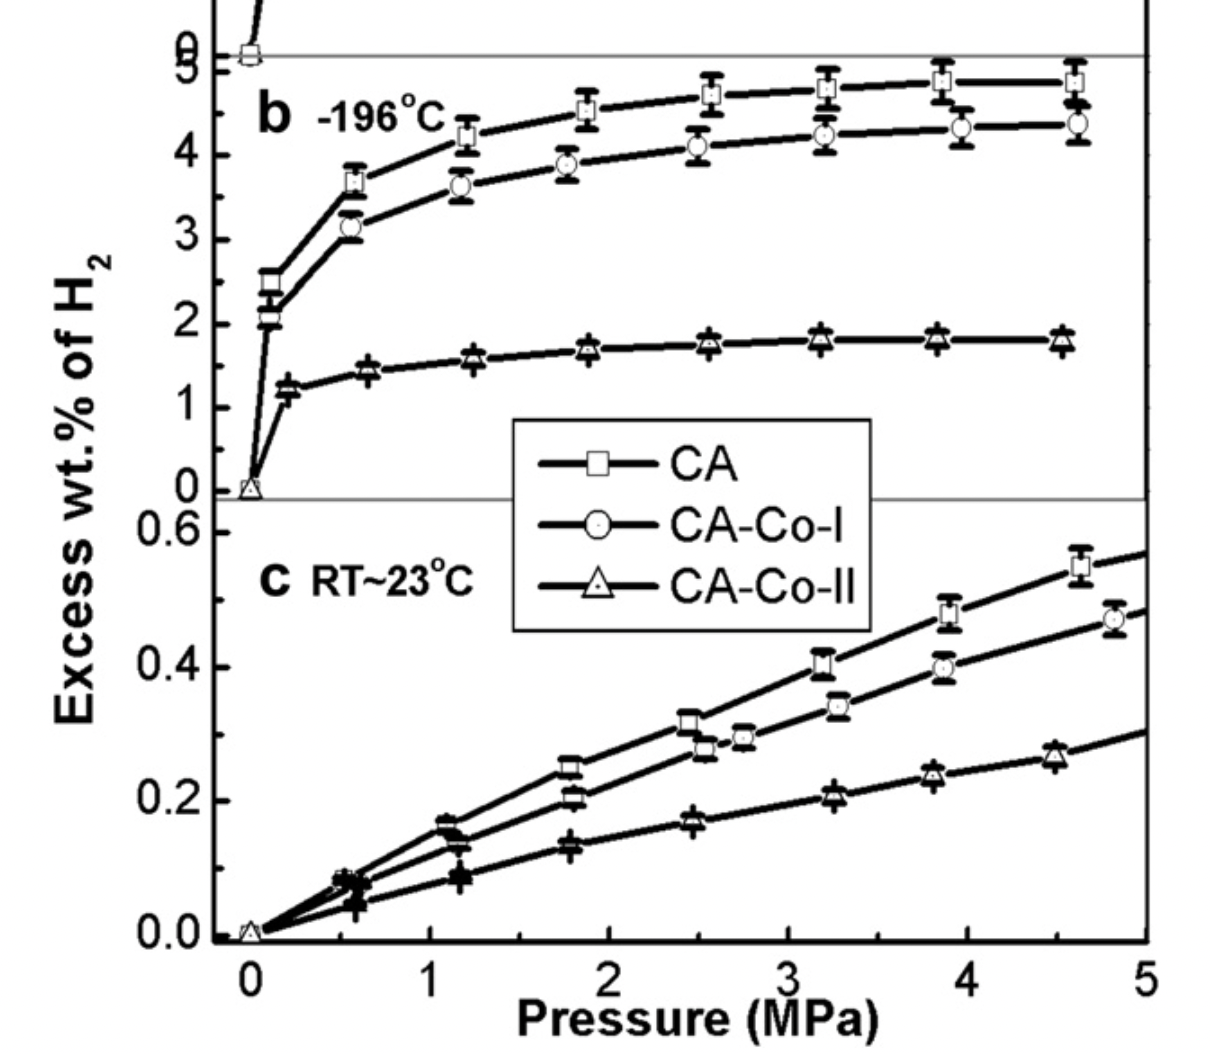 0
5
b -196°C
4
3
2
1
0
Excess wt.% of H₂
CA
CA-Co-I
CA-Co-II
0.6
c RT~23°C
0.4
0.2
0.0
0 1 2 3 4 5
Pressure (MPa)